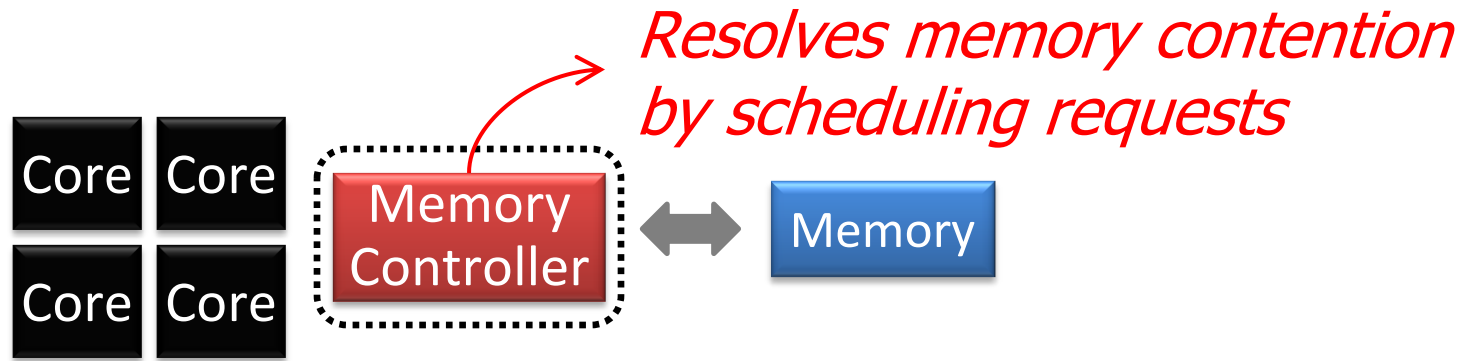 Resolves memory contention
by scheduling requests
Core Core
Memory
Controller
Memory
Core Core